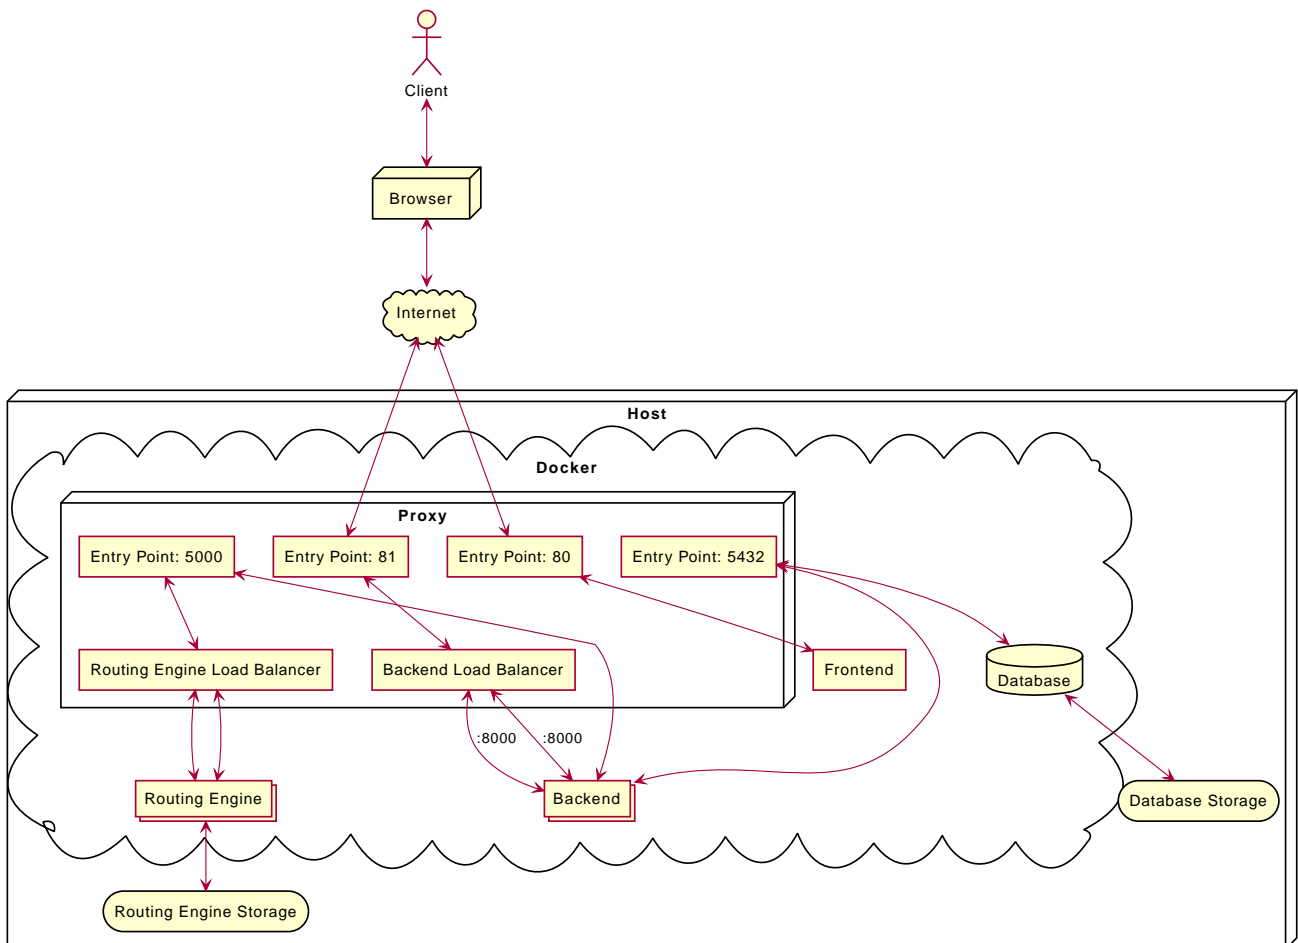 Client
Browser
Internet
Host
Docker
Proxy
Entry Point: 5000
Entry Point: 81
Entry Point: 80
Entry Point: 5432
Routing Engine Load Balancer
Backend Load Balancer
Frontend
Database
:8000
:8000
Routing Engine
Backend
Database Storage
Routing Engine Storage